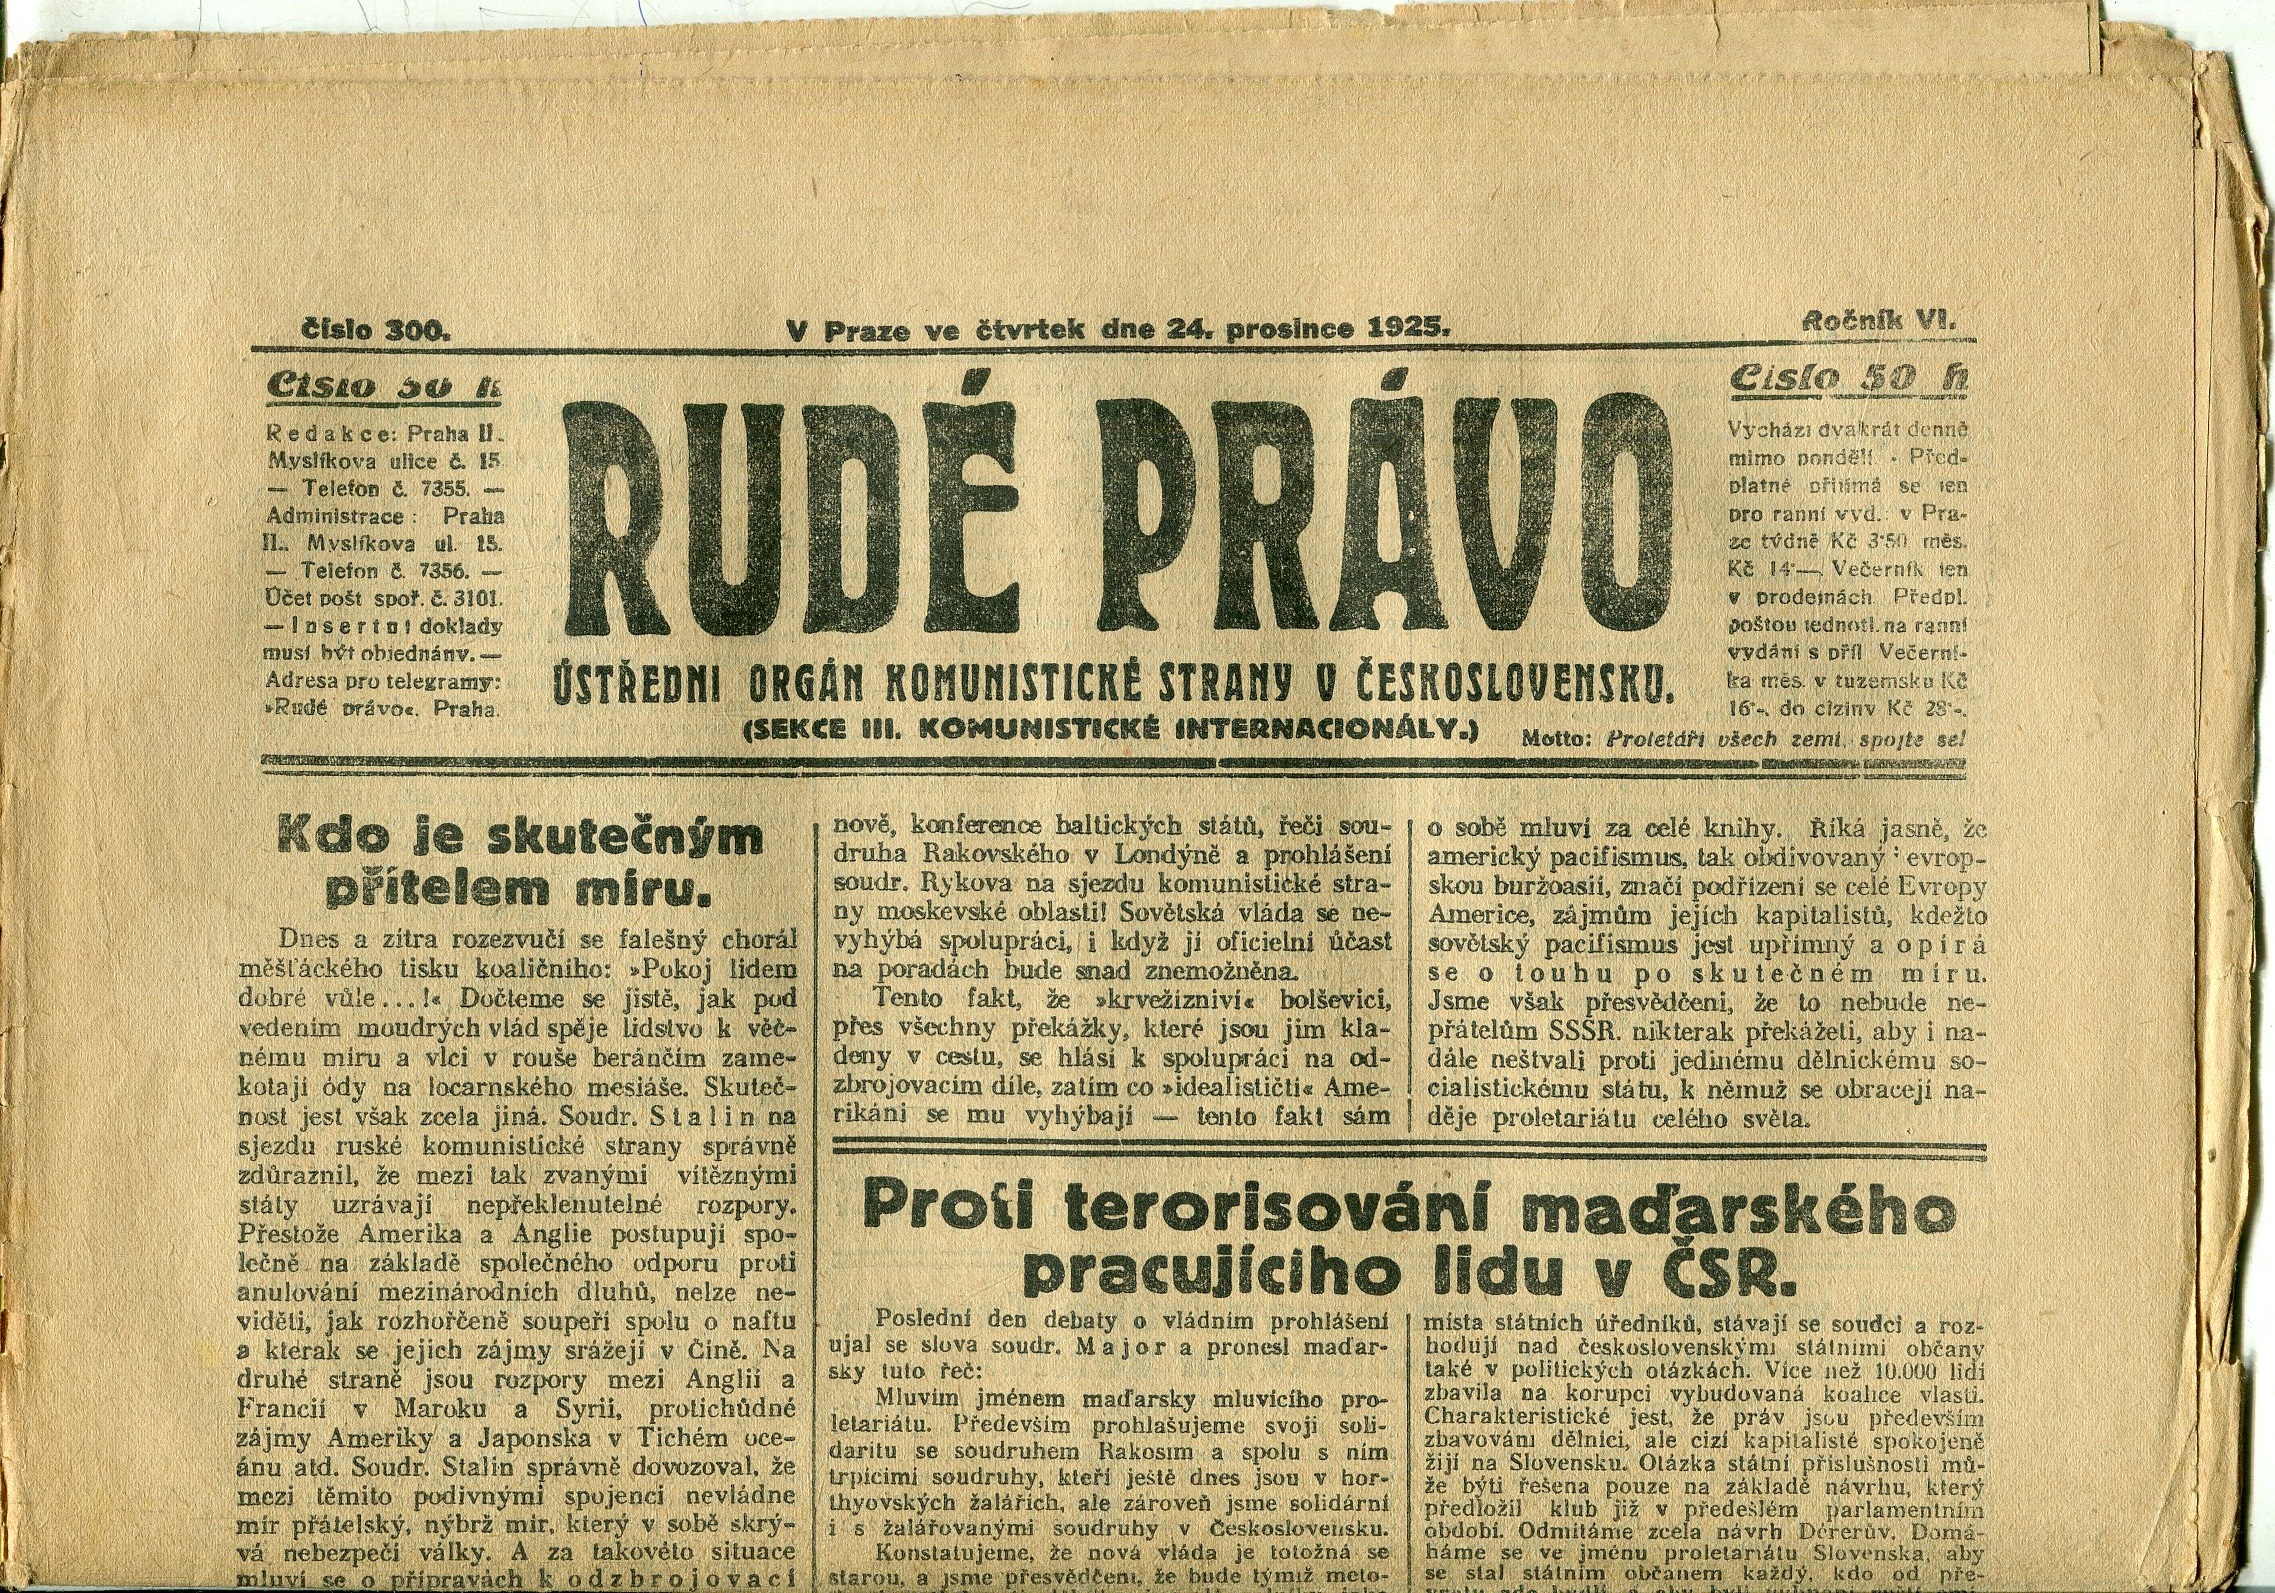 Číslo 300.
V Praze ve čtvrtek dne 24. prosince 1925.
Ročník VI.
Číslo 50 h
Redakce: Praha II.
Myslíkova ulice č. 15
— Telefon č. 7355. —
Administrace: Praha
II., Myslíkova ul. 15.
— Telefon č. 7356. —
Účet pošt spoř. č. 3101.
— Insertní doklady
musí být objednány. —
Adresa pro telegramy:
»Rudé právo«, Praha.
RUDÉ PRÁVO
ÚSTŘEDNI ORGÁN KOMUNISTICKÉ STRANY V ČESKOSLOVENSKU.
(SEKCE III. KOMUNISTICKÉ INTERNACIONÁLY.)
Motto: Proletáři všech zemí, spojte se!
Číslo 50 h
Vychází dvakrát denně
mimo pondělí. - Před-
platné přijímá se jen
pro ranní vyd.: v Pra-
ze týdně Kč 3·50 měs.
Kč 14·—, Večerník jen
v prodejnách. Předpl.
poštou jednotl. na ranní
vydání s příl Večerní-
ka měs. v tuzemsku Kč
16·-, do ciziny Kč 28·-.
Kdo je skutečným
přítelem míru.
Dnes a zítra rozezvučí se falešný chorál
měšťáckého tisku koaličního: »Pokoj lidem
dobré vůle...!« Dočteme se jistě, jak pod
vedením moudrých vlád spěje lidstvo k věč-
nému míru a vlci v rouše beránčím zame-
kotají ódy na locarnského mesiáše. Skuteč-
nost jest však zcela jiná. Soudr. Stalin na
sjezdu ruské komunistické strany správně
zdůraznil, že mezi tak zvanými vítěznými
státy uzrávají nepřeklenutelné rozpory.
Přestože Amerika a Anglie postupují spo-
lečně na základě společného odporu proti
anulování mezinárodních dluhů, nelze ne-
viděti, jak rozhořčeně soupeří spolu o naftu
a kterak se jejich zájmy srážejí v Číně. Na
druhé straně jsou rozpory mezi Anglií a
Francií v Maroku a Syrii, protichůdné
zájmy Ameriky a Japonska v Tichém oce-
ánu atd. Soudr. Stalin správně dovozoval, že
mezi těmito podivnými spojenci nevládne
mír přátelský, nýbrž mír, který v sobě skrý-
vá nebezpečí války. A za takovéto situace
mluví se o přípravách k odzbrojovací
nově, konference baltických států, řeči sou-
druha Rakovského v Londýně a prohlášení
soudr. Rykova na sjezdu komunistické stra-
ny moskevské oblasti! Sovětská vláda se ne-
vyhýbá spolupráci, i když jí oficielní účast
na poradách bude snad znemožněna.
Tento fakt, že »krvežízniví« bolševici,
přes všechny překážky, které jsou jim kla-
deny v cestu, se hlásí k spolupráci na od-
zbrojovacím díle, zatím co »idealističtí« Ame-
rikáni se mu vyhýbají — tento fakt sám
o sobě mluví za celé knihy. Říká jasně, že
americký pacifismus, tak obdivovaný evrop-
skou buržoasií, značí podřízení se celé Evropy
Americe, zájmům jejích kapitalistů, kdežto
sovětský pacifismus jest upřímný a opírá
se o touhu po skutečném míru.
Jsme však přesvědčeni, že to nebude ne-
přátelům SSSR. nikterak překážeti, aby i na-
dále neštvali proti jedinému dělnickému so-
cialistickému státu, k němuž se obracejí na-
děje proletariátu celého světa.
Proti terorisování maďarského
pracujícího lidu v ČSR.
Poslední den debaty o vládním prohlášení
ujal se slova soudr. Major a pronesl maďar-
sky tuto řeč:
Mluvím jménem maďarsky mluvícího pro-
letariátu. Především prohlašujeme svoji soli-
daritu se soudruhem Rakosim a spolu s ním
trpícími soudruhy, kteří ještě dnes jsou v hor-
thyovských žalářích, ale zároveň jsme solidární
i s žalářovanými soudruhy v Československu.
Konstatujeme, že nová vláda je totožná se
starou, a jsme přesvědčeni, že bude týmiž meto-
místa státních úředníků, stávají se soudci a roz-
hodují nad československými státními občany
také v politických otázkách. Více než 10.000 lidí
zbavila na korupci vybudovaná koalice vlasti.
Charakteristické jest, že práv jsou především
zbavováni dělníci, ale cizí kapitalisté spokojeně
žijí na Slovensku. Otázka státní příslušnosti mů-
že býti řešena pouze na základě návrhu, který
předložil klub již v předešlém parlamentním
období. Odmítáme zcela návrh Dérerův. Domá-
háme se ve jménu proletariátu Slovenska, aby
se stal státním občanem každý, kdo od pře-